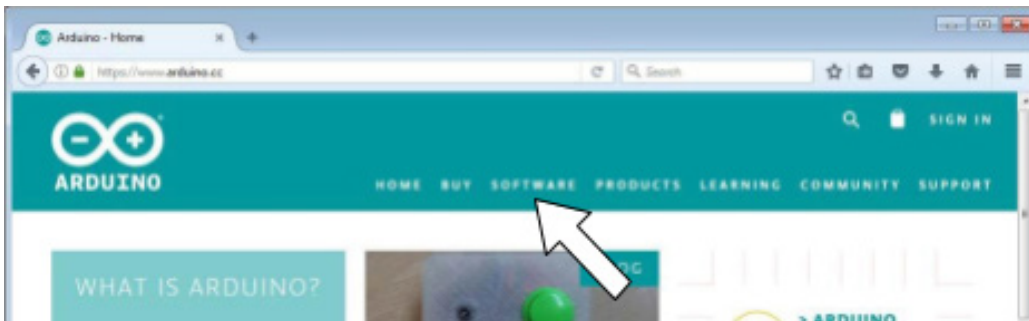 Arduino - Home
https://www.arduino.cc
Search
SIGN IN
ARDUINO
HOME BUY SOFTWARE PRODUCTS LEARNING COMMUNITY SUPPORT
WHAT IS ARDUINO?
> ARDUINO